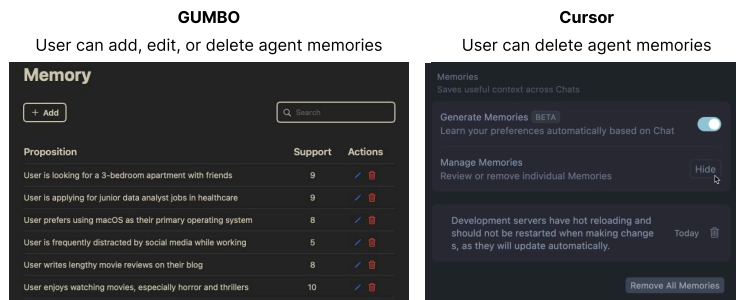 GUMBO
User can add, edit, or delete agent memories
Memory
+ Add
Search
Proposition Support Actions
User is looking for a 3-bedroom apartment with friends 9
User is applying for junior data analyst jobs in healthcare 9
User prefers using macOS as their primary operating system 8
User is frequently distracted by social media while working 5
User writes lengthy movie reviews on their blog 8
User enjoys watching movies, especially horror and thrillers 10
Cursor
User can delete agent memories
Memories
Saves useful context across Chats
Generate Memories BETA
Learn your preferences automatically based on Chat
Manage Memories
Review or remove individual Memories
Hide
Development servers have hot reloading and
should not be restarted when making change
s, as they will update automatically.
Today
Remove All Memories